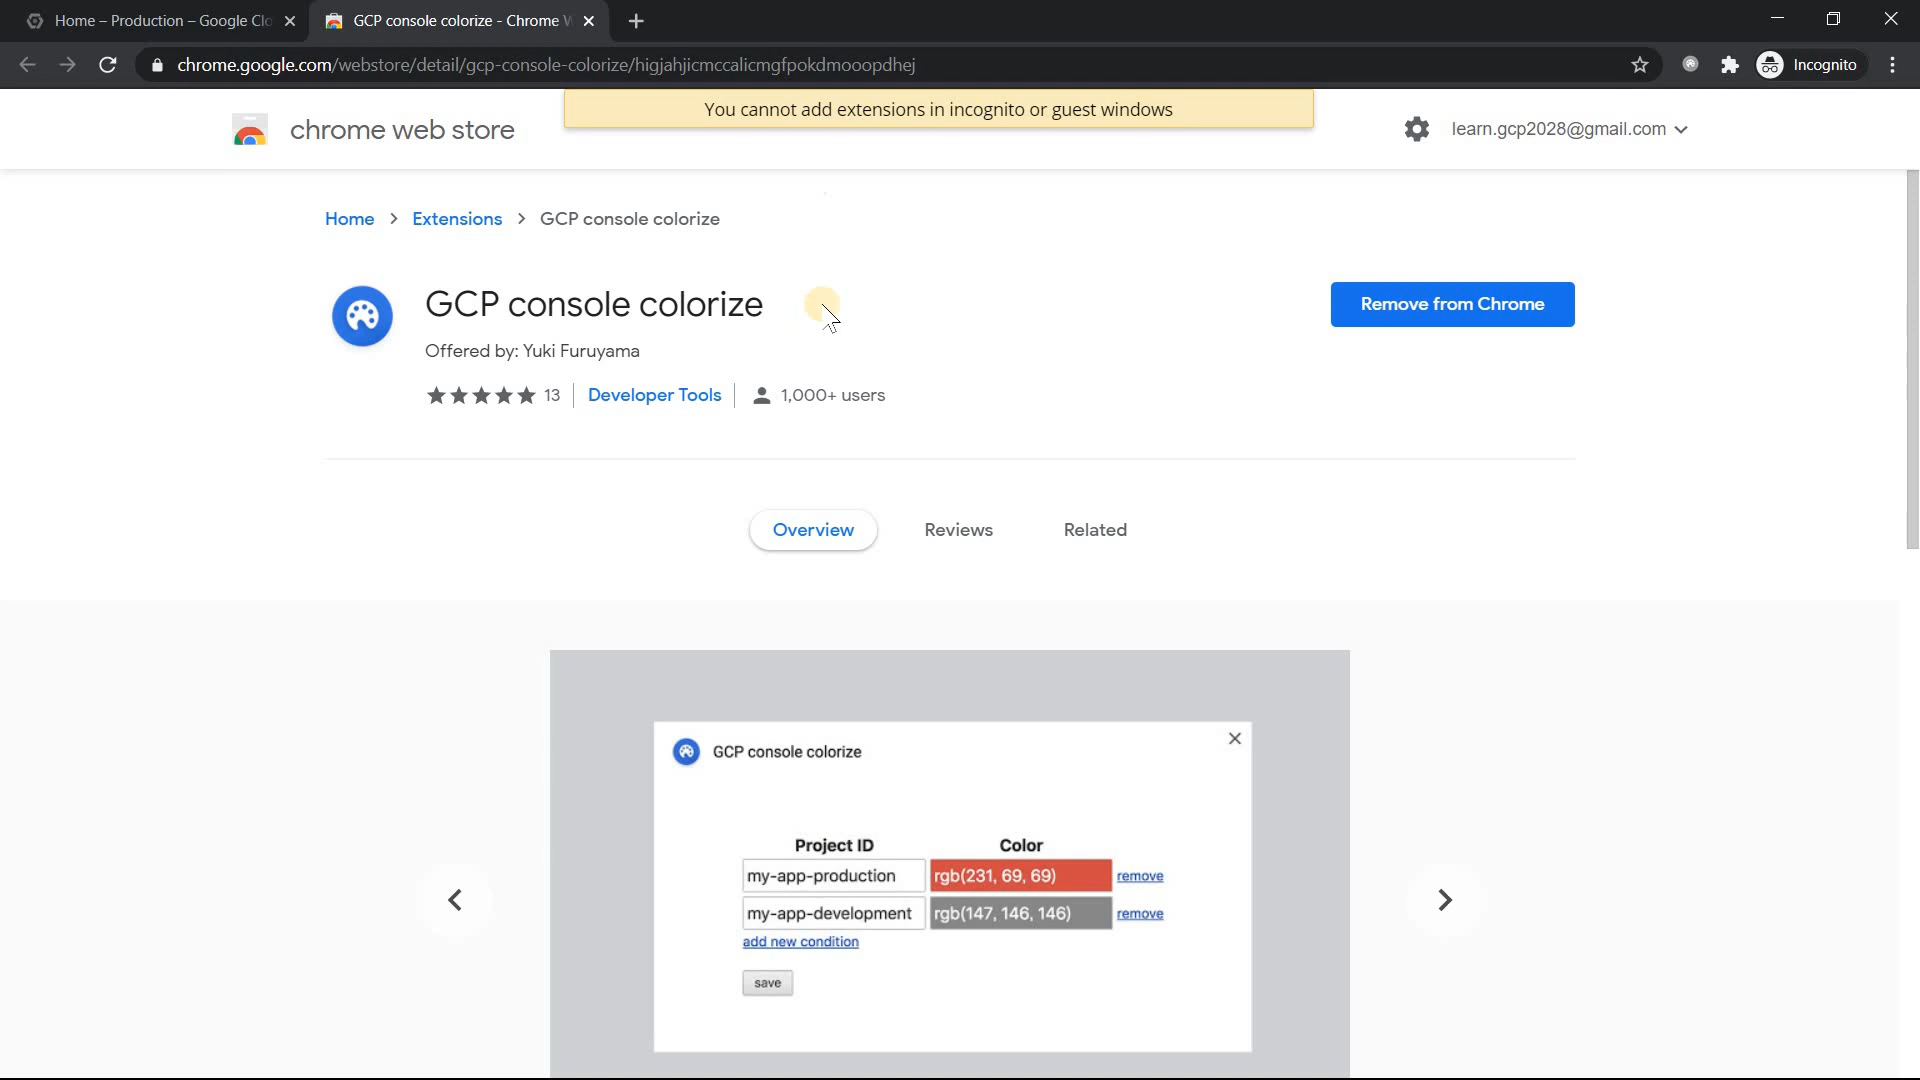 Home – Production – Google Clo
GCP console colorize - Chrome W
chrome.google.com/webstore/detail/gcp-console-colorize/higjahjicmccalicmgfpokdmooopdhej
Incognito
You cannot add extensions in incognito or guest windows
chrome web store
learn.gcp2028@gmail.com
Home > Extensions > GCP console colorize
GCP console colorize
Remove from Chrome
Offered by: Yuki Furuyama
13
Developer Tools
1,000+ users
Overview
Reviews
Related
GCP console colorize
Project ID Color
my-app-production rgb(231, 69, 69) remove
my-app-development rgb(147, 146, 146) remove
add new condition
save